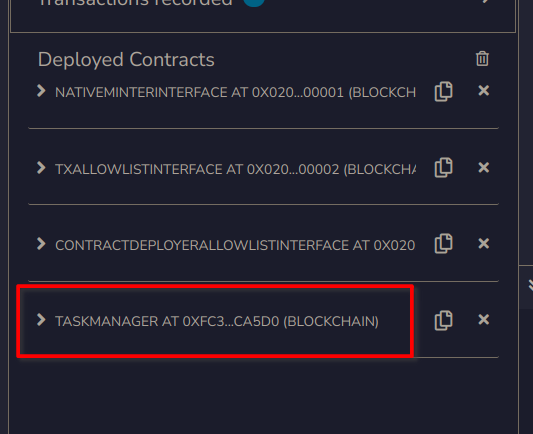 Transactions recorded
Deployed Contracts
NATIVEMINTERINTERFACE AT 0X020...00001 (BLOCKCH
TXALLOWLISTINTERFACE AT 0X020...00002 (BLOCKCHA
CONTRACTDEPLOYERALLOWLISTINTERFACE AT 0X020
TASKMANAGER AT 0XFC3...CA5D0 (BLOCKCHAIN)